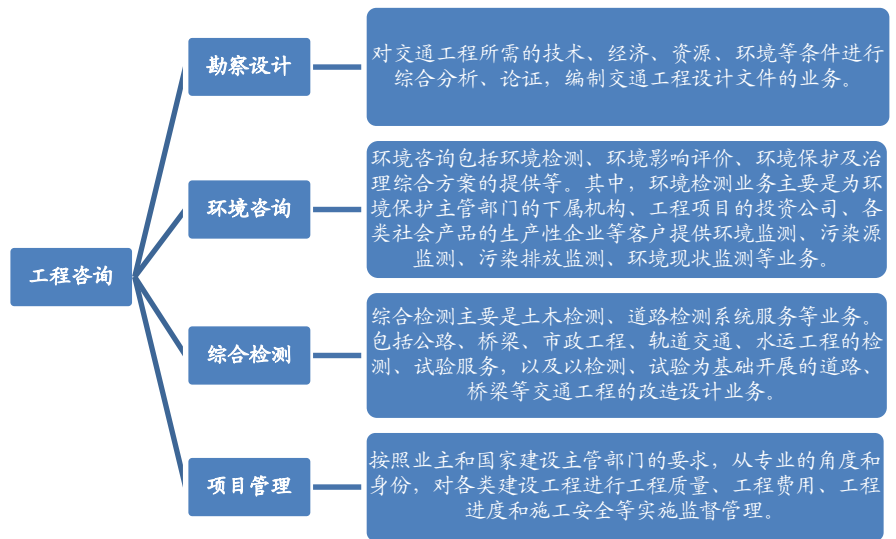 工程咨询
勘察设计
对交通工程所需的技术、经济、资源、环境等条件进行
综合分析、论证，编制交通工程设计文件的业务。
环境咨询
环境咨询包括环境检测、环境影响评价、环境保护及治
理综合方案的提供等。其中，环境检测业务主要是为环
境保护主管部门的下属机构、工程项目的投资公司、各
类社会产品的生产性企业等客户提供环境监测、污染源
监测、污染排放监测、环境现状监测等业务。
综合检测
综合检测主要是土木检测、道路检测系统服务等业务。
包括公路、桥梁、市政工程、轨道交通、水运工程的检
测、试验服务，以及以检测、试验为基础开展的道路、
桥梁等交通工程的改造设计业务。
项目管理
按照业主和国家建设主管部门的要求，从专业的角度和
身份，对各类建设工程进行工程质量、工程费用、工程
进度和施工安全等实施监督管理。